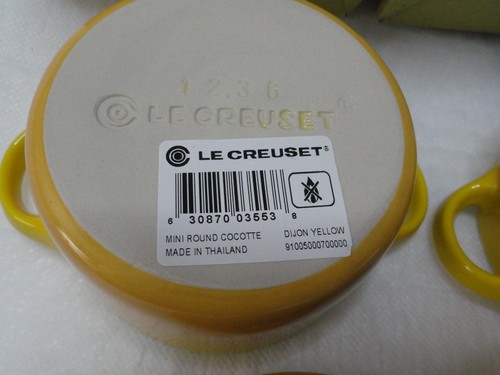 1 2.3 6
LE CREUSET®
LE CREUSET®
6 30870 03553 8
MINI ROUND COCOTTE DIJON YELLOW
MADE IN THAILAND 91005000700000